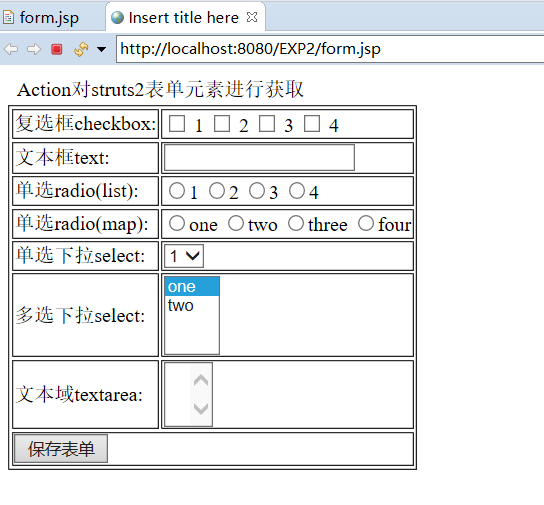 form.jsp Insert title here
http://localhost:8080/EXP2/form.jsp
Action对struts2表单元素进行获取
复选框checkbox: 1 2 3 4
文本框text:
单选radio(list): 1 2 3 4
单选radio(map): one two three four
单选下拉select: 1
多选下拉select: one
two
文本域textarea:
保存表单